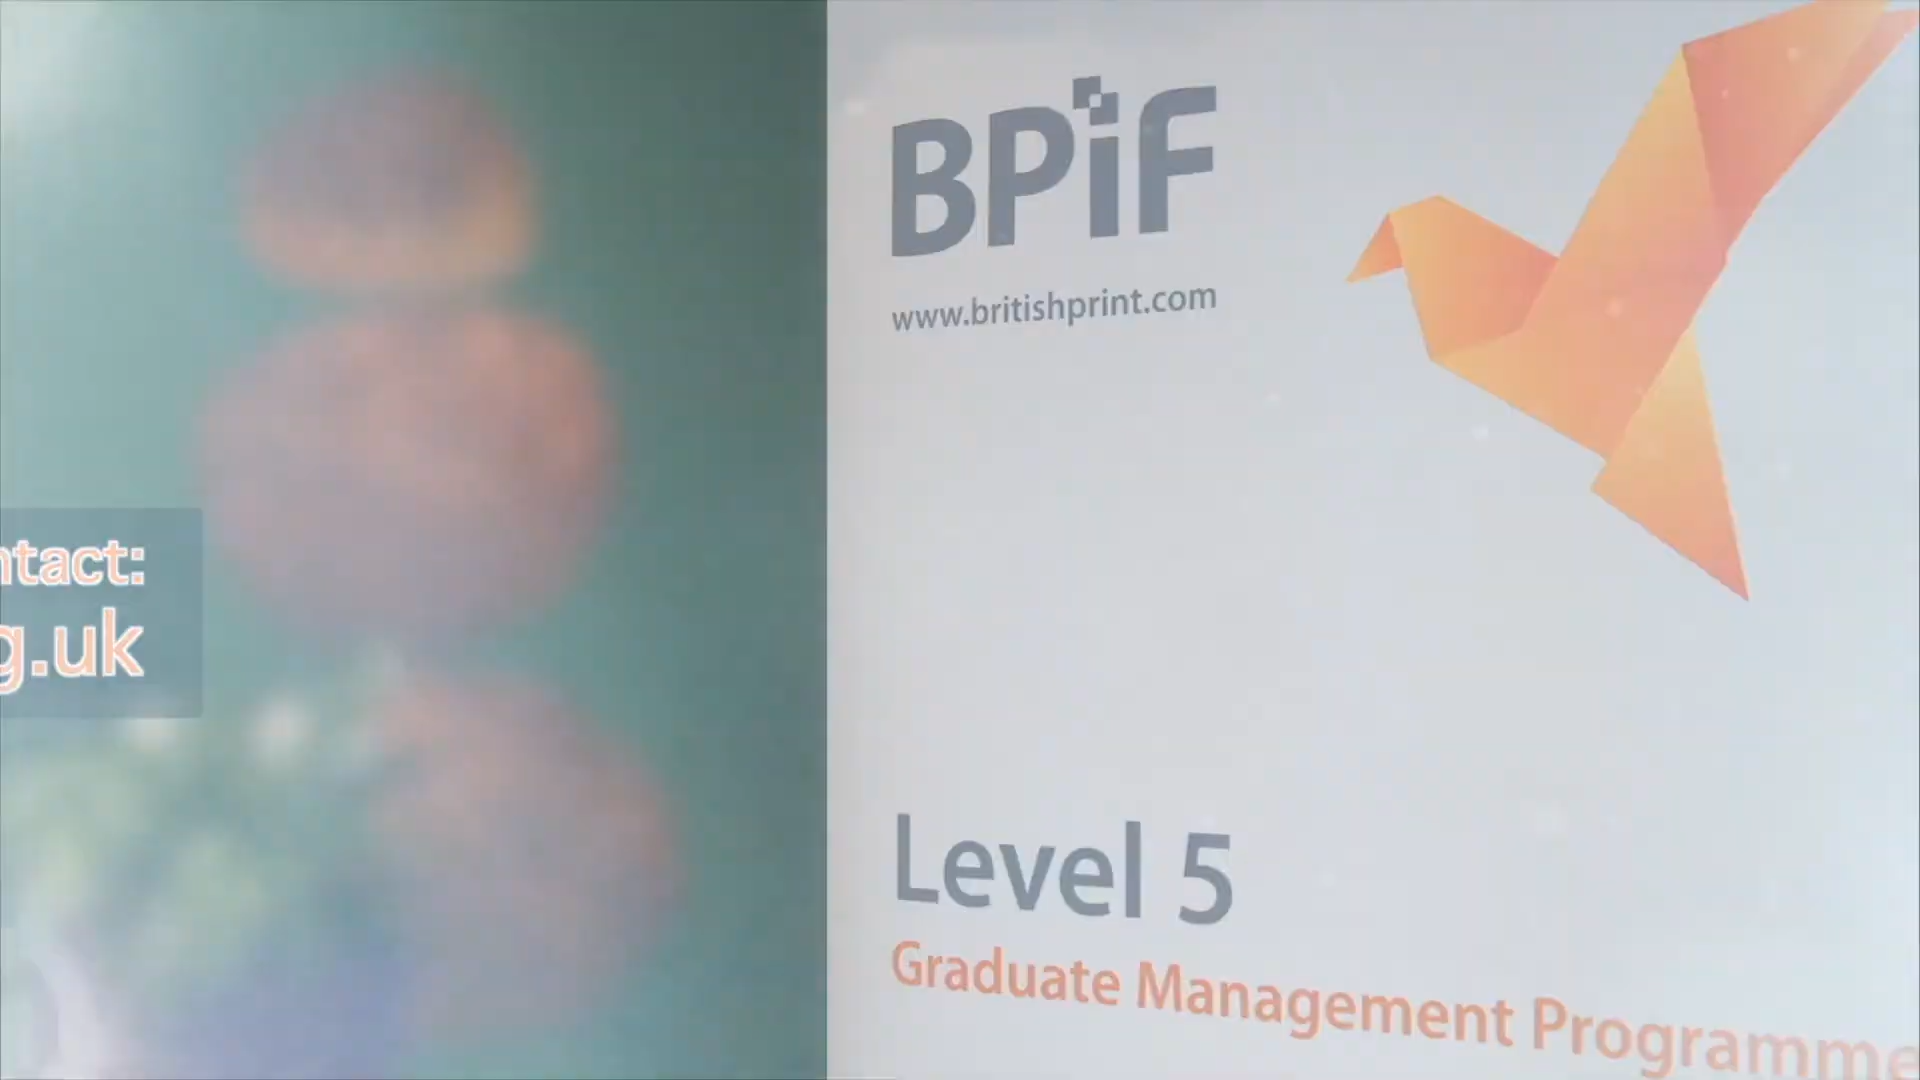 BPiF
www.britishprint.com
ntact:
g.uk
Level 5
Graduate Management Programme